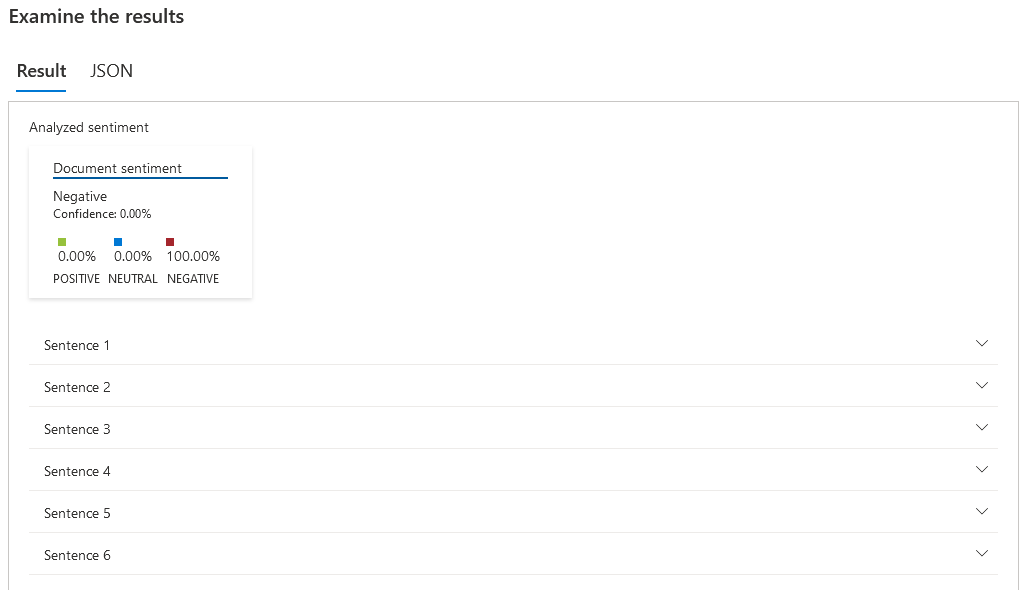 Examine the results
Result JSON
Analyzed sentiment
Document sentiment
Negative
Confidence: 0.00%
0.00% 0.00% 100.00%
POSITIVE NEUTRAL NEGATIVE
Sentence 1
Sentence 2
Sentence 3
Sentence 4
Sentence 5
Sentence 6